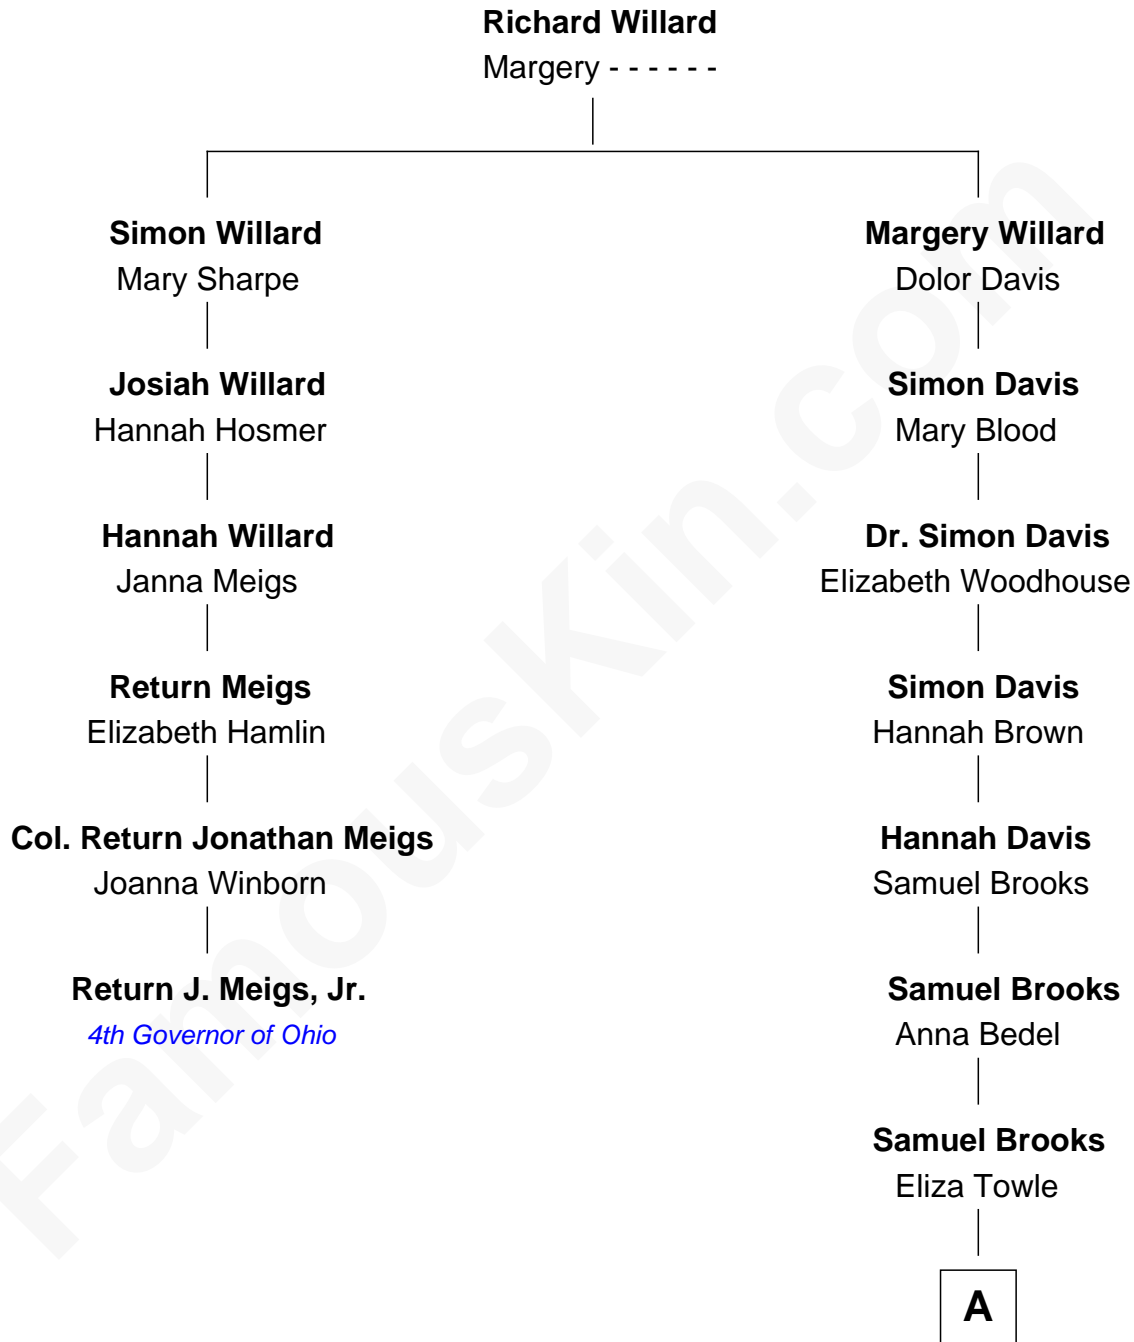 Richard Willard
Margery - - - - - -
Simon Willard
Mary Sharpe
Margery Willard
Dolor Davis
Josiah Willard
Hannah Hosmer
Simon Davis
Mary Blood
Hannah Willard
Janna Meigs
Dr. Simon Davis
Elizabeth Woodhouse
Return Meigs
Elizabeth Hamlin
Simon Davis
Hannah Brown
Col. Return Jonathan Meigs
Joanna Winborn
Hannah Davis
Samuel Brooks
Return J. Meigs, Jr.
4th Governor of Ohio
Samuel Brooks
Anna Bedel
Samuel Brooks
Eliza Towle
A
FamousKin.com